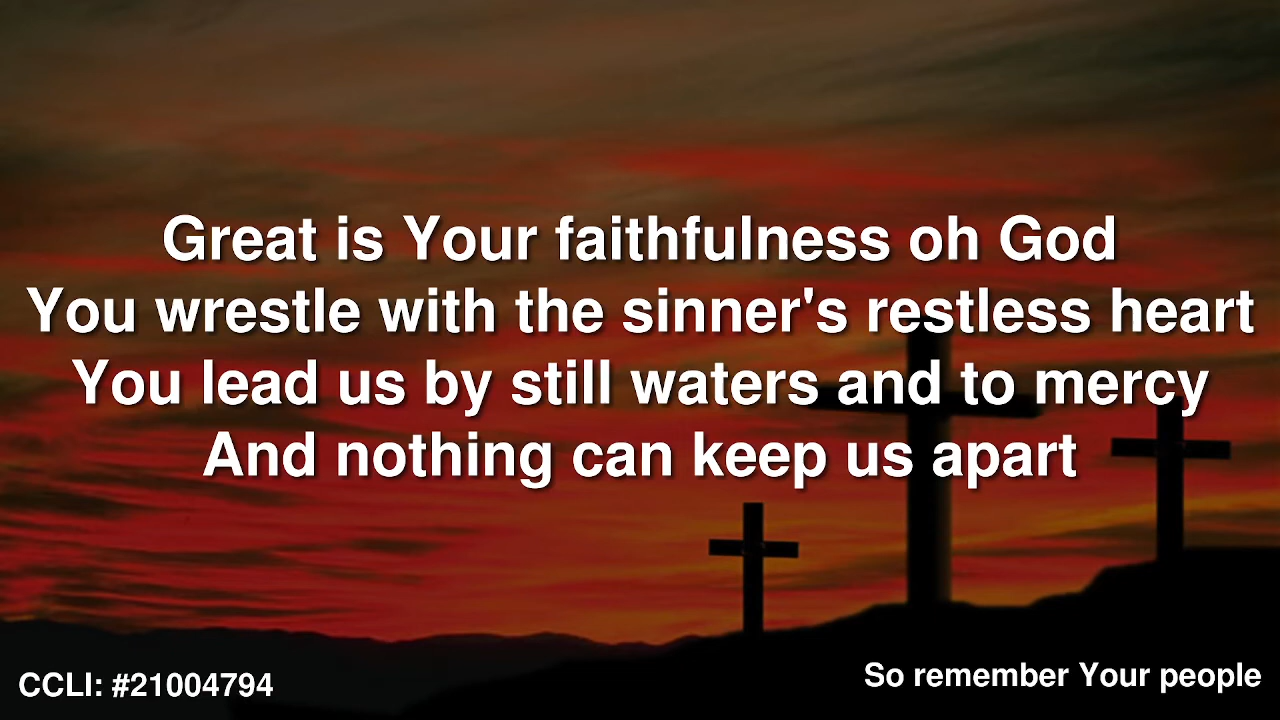 Great is Your faithfulness oh God
You wrestle with the sinner's restless heart
You lead us by still waters and to mercy
And nothing can keep us apart
CCLI: #21004794
So remember Your people